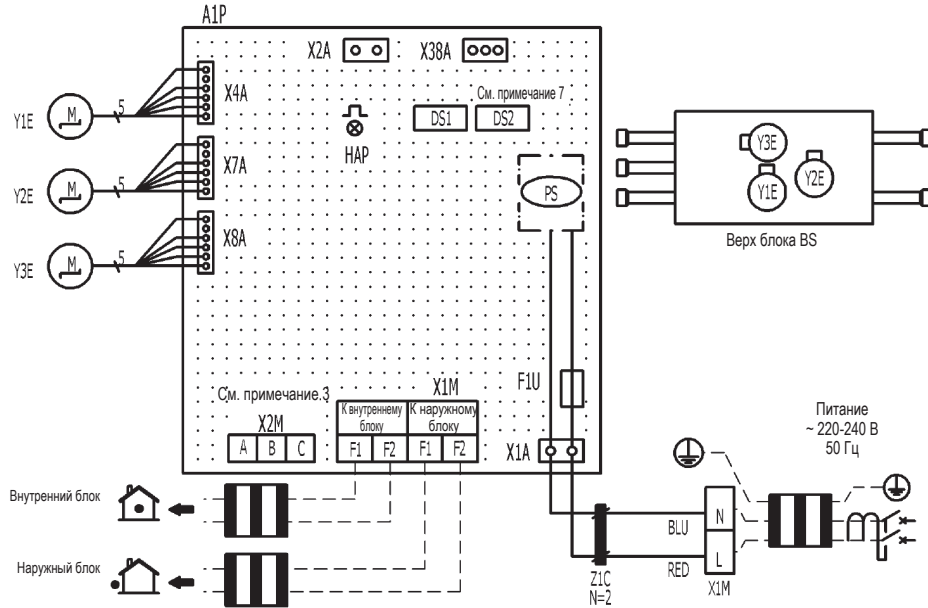 A1P
X2A
X38A
X4A
См. примечание 7
DS1
DS2
Y1E
M
5
HAP
X7A
Y2E
M
5
PS
X8A
Y3E
M
5
Y3E
Y1E
Y2E
Верх блока BS
F1U
См. примечание.3
X2M
A
B
C
X1M
К внутреннему
блоку
К наружному
блоку
F1
F2
F1
F2
X1A
Питание
~ 220-240 В
50 Гц
Внутренний блок
Наружный блок
BLU
N
RED
L
X1M
Z1C
N=2